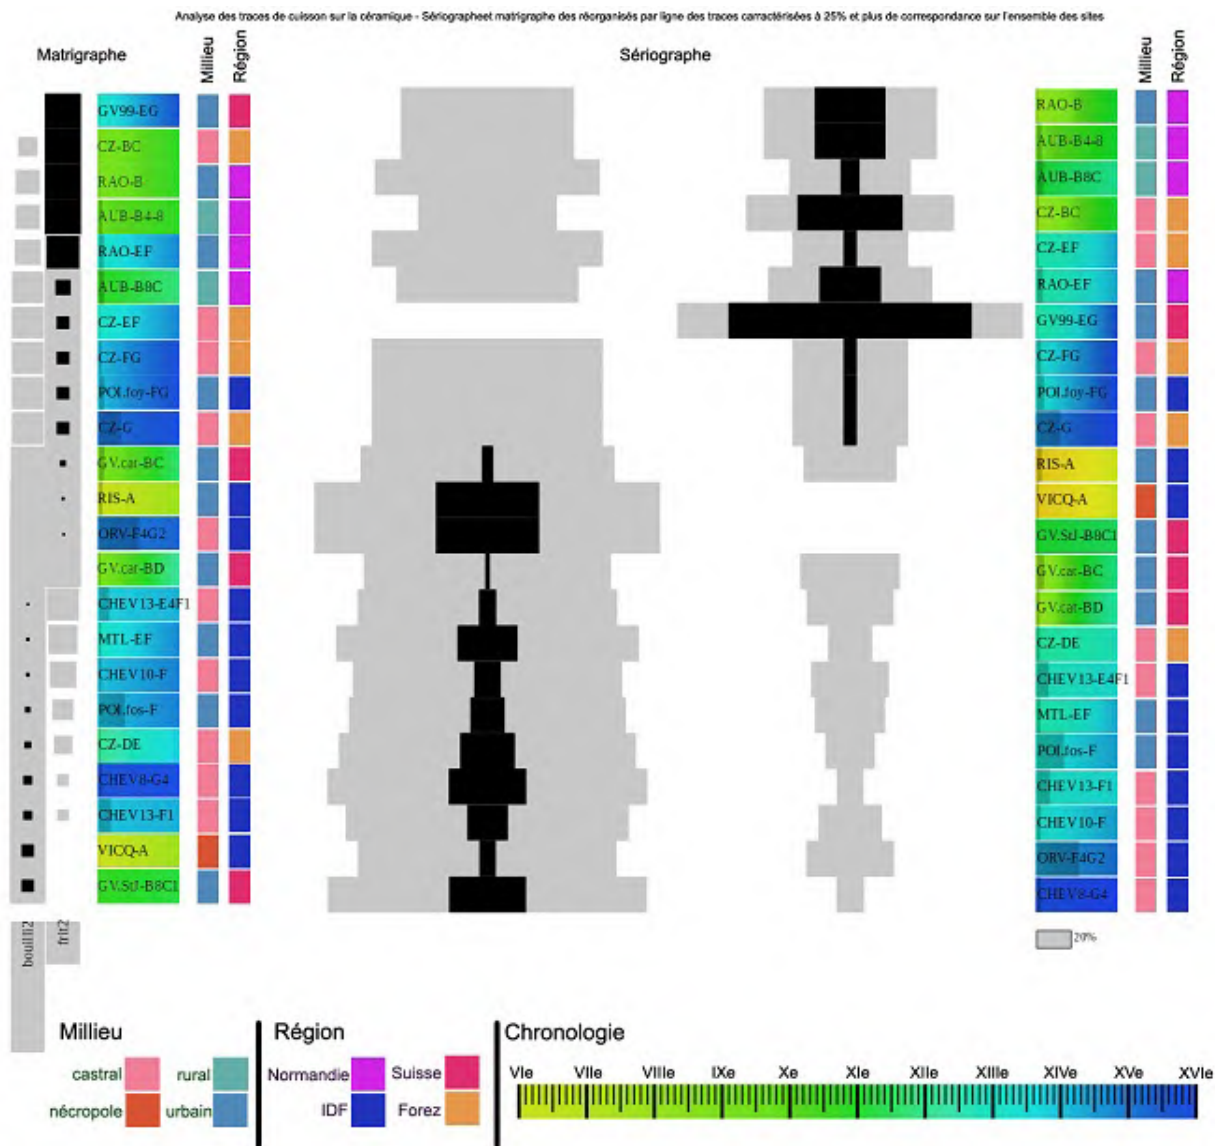 Analyse des traces de cuisson sur la céramique - Sériographeet matrigraphe des réorganisés par ligne des traces carractérisées à 25% et plus de correspondance sur l'ensemble des sites
Matrigraphe
Millieu
Région
Sériographe
Millieu
Région
GV99-EG
CZ-BC
RAO-B
AUB-B4-8
RAO-EF
AUB-B8C
CZ-EF
CZ-FG
POI.foy-FG
CZ-G
GV.cat-BC
RIS-A
ORV-F4G2
GV.cat-BD
CHEV13-E4F1
MTL-EF
CHEV10-F
POI.fos-F
CZ-DE
CHEV8-G4
CHEV13-F1
VICQ-A
GV.StJ-B8C1
bouilli2
frit2
RAO-B
AUB-B4-8
AUB-B8C
CZ-BC
CZ-EF
RAO-EF
GV99-EG
CZ-FG
POI.foy-FG
CZ-G
RIS-A
VICQ-A
GV.StJ-B8C1
GV.cat-BC
GV.cat-BD
CZ-DE
CHEV13-E4F1
MTL-EF
POI.fos-F
CHEV13-F1
CHEV10-F
ORV-F4G2
CHEV8-G4
20%
Millieu
castral rural
nécropole urbain
Région
Normandie Suisse
IDF Forez
Chronologie
VIe VIIe VIIIe IXe Xe XIe XIIe XIIIe XIVe XVe XVIe